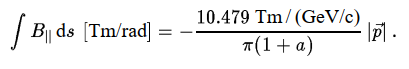 ∫ B∥ ds [Tm/rad] = − 10.479 Tm/(GeV/c) / π(1 + a) |p⃗| .